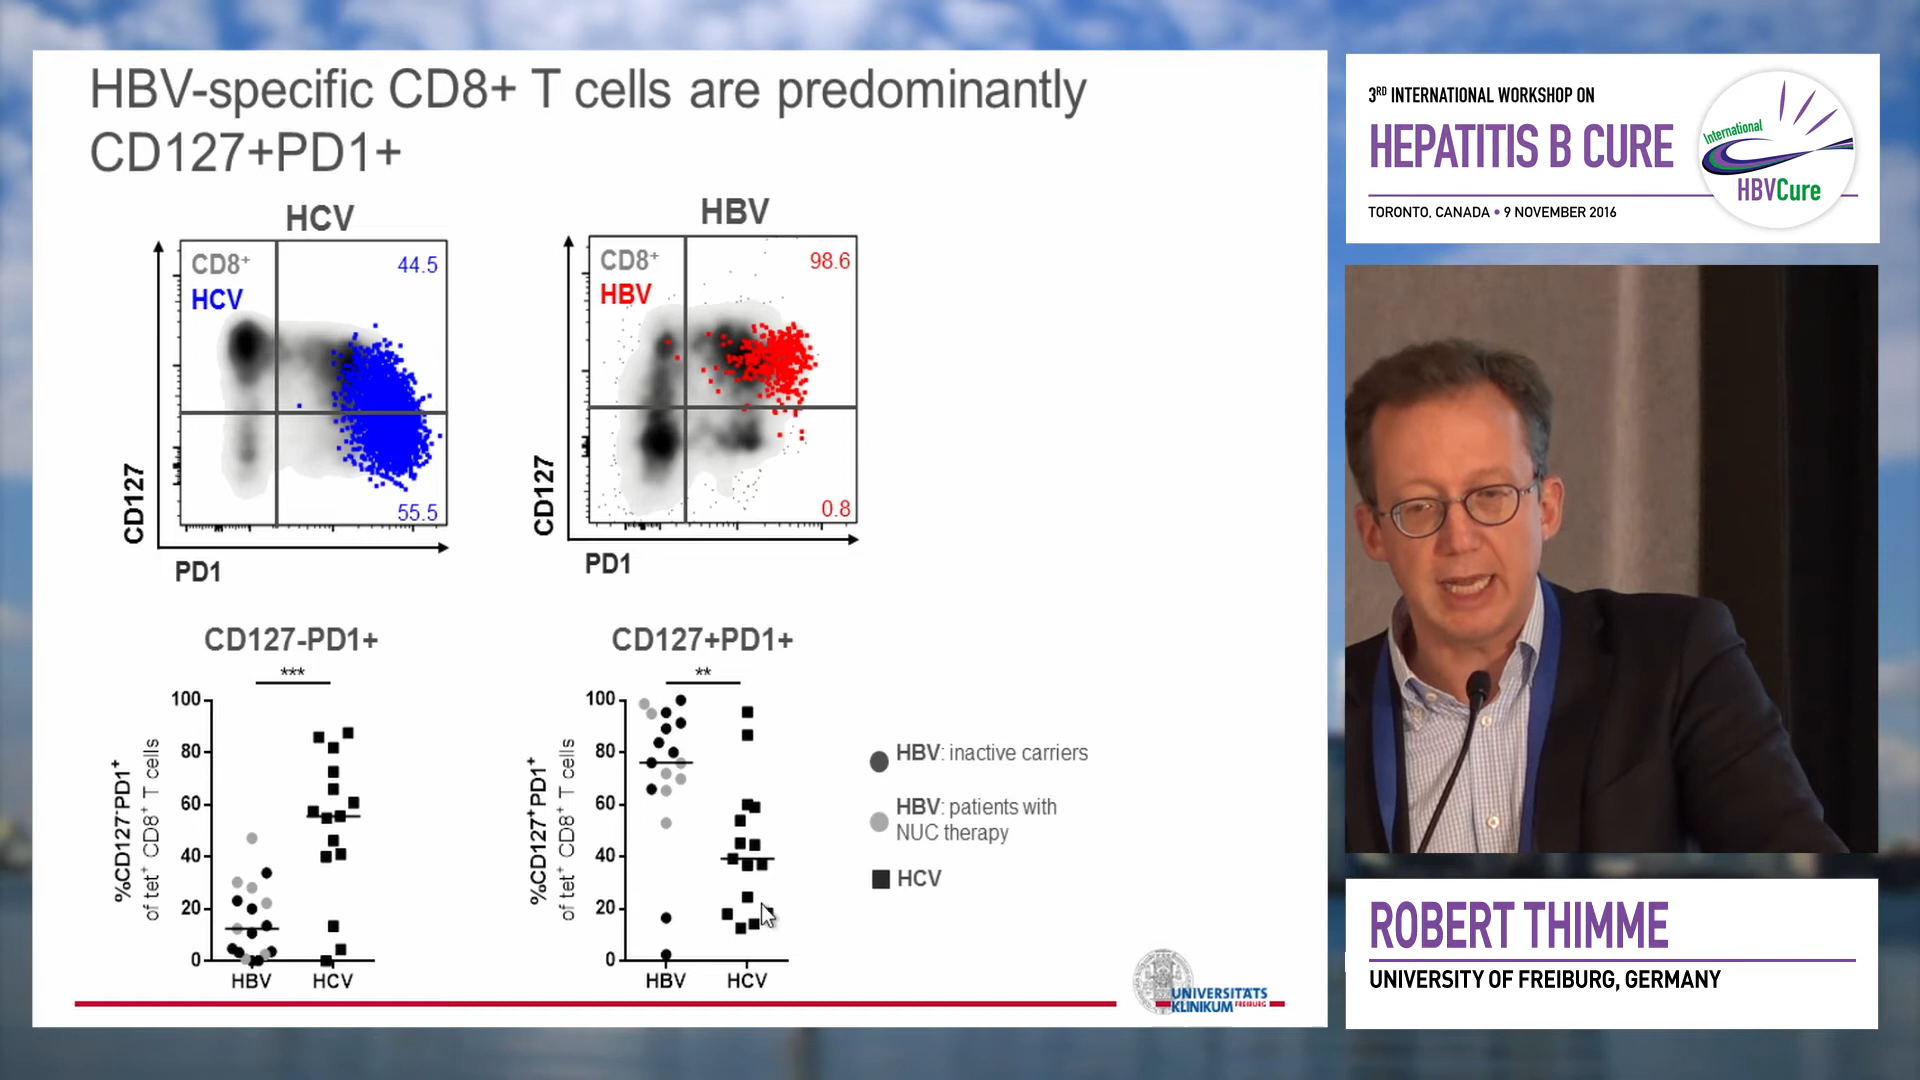 HBV-specific CD8+ T cells are predominantly
CD127+PD1+
HCV
CD8⁺
HCV
44.5
55.5
CD127
PD1
HBV
CD8⁺
HBV
98.6
0.8
CD127
PD1
CD127-PD1+
***
100
80
60
40
20
0
%CD127⁻PD1⁺
of tet⁺ CD8⁺ T cells
HBV
HCV
CD127+PD1+
**
100
80
60
40
20
0
%CD127⁺PD1⁺
of tet⁺ CD8⁺ T cells
HBV
HCV
HBV: inactive carriers
HBV: patients with
NUC therapy
HCV
UNIVERSITÄTS
KLINIKUM FREIBURG
3RD INTERNATIONAL WORKSHOP ON
HEPATITIS B CURE
TORONTO, CANADA • 9 NOVEMBER 2016
International
HBVCure
ROBERT THIMME
UNIVERSITY OF FREIBURG, GERMANY